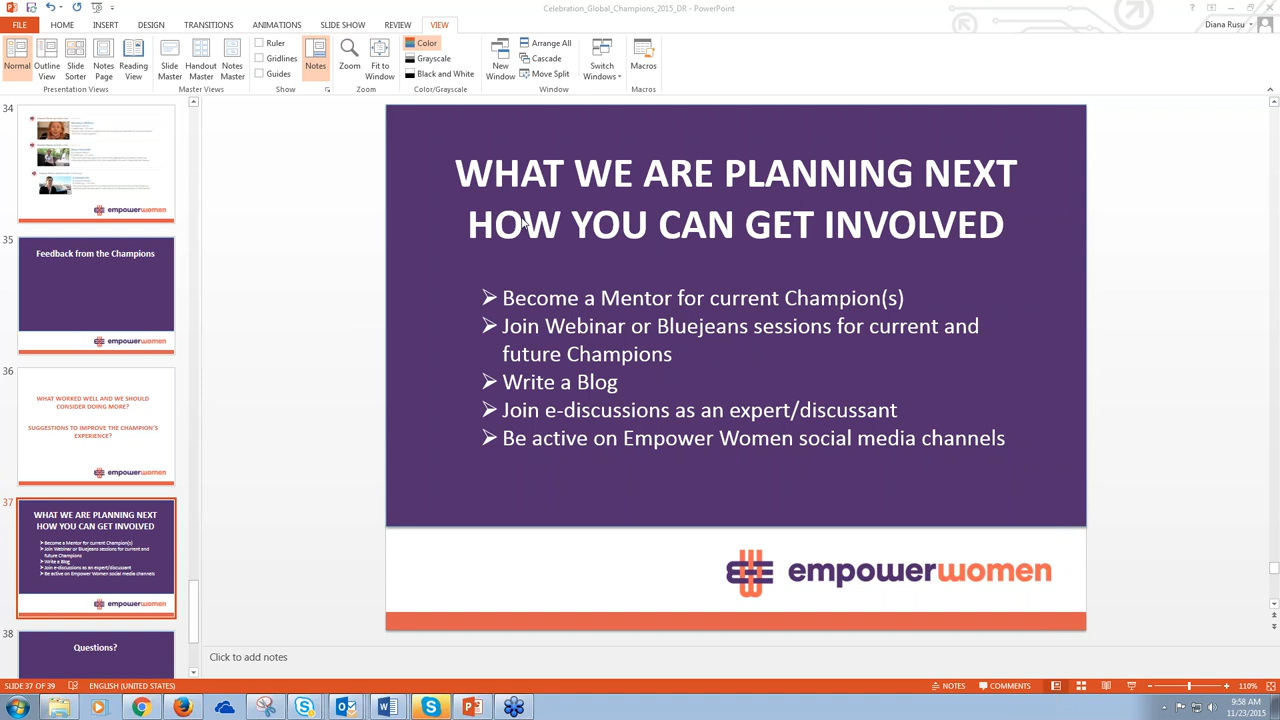 Celebration_Global_Champions_2015_DR - PowerPoint
FILE HOME INSERT DESIGN TRANSITIONS ANIMATIONS SLIDE SHOW REVIEW VIEW
Diana Rusu
Normal Outline View Slide Sorter Notes Page Reading View
Presentation Views
Slide Master Handout Master Notes Master
Master Views
Ruler
Gridlines
Guides
Notes
Show
Zoom Fit to Window
Zoom
Color
Grayscale
Black and White
Color/Grayscale
New Window
Arrange All
Cascade
Move Split
Switch Windows
Window
Macros
Macros
34
empowerwomen
35
Feedback from the Champions
empowerwomen
36
WHAT WORKED WELL AND WE SHOULD
CONSIDER DOING MORE?
SUGGESTIONS TO IMPROVE THE CHAMPION'S
EXPERIENCE?
empowerwomen
37
WHAT WE ARE PLANNING NEXT
HOW YOU CAN GET INVOLVED
Become a Mentor for current Champion(s)
Join Webinar or Bluejeans sessions for current and
future Champions
Write a Blog
Join e-discussions as an expert/discussant
Be active on Empower Women social media channels
empowerwomen
38
Questions?
WHAT WE ARE PLANNING NEXT
HOW YOU CAN GET INVOLVED
Become a Mentor for current Champion(s)
Join Webinar or Bluejeans sessions for current and
future Champions
Write a Blog
Join e-discussions as an expert/discussant
Be active on Empower Women social media channels
empowerwomen
Click to add notes
SLIDE 37 OF 39 ENGLISH (UNITED STATES) NOTES COMMENTS 110%
9:58 AM
11/23/2015